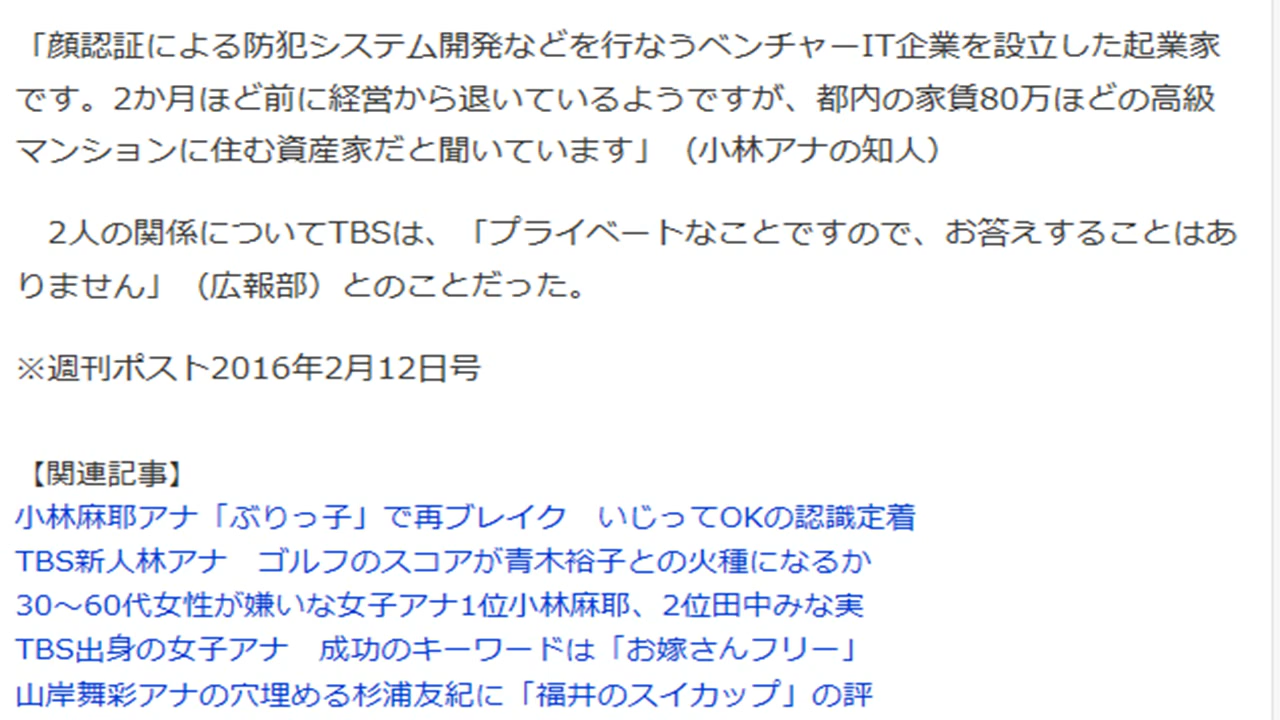 「顔認証による防犯システム開発などを行なうベンチャーIT企業を設立した起業家
です。2か月ほど前に経営から退いているようですが、都内の家賃80万ほどの高級
マンションに住む資産家だと聞いています」（小林アナの知人）
　2人の関係についてTBSは、「プライベートなことですので、お答えすることはあ
りません」（広報部）とのことだった。
※週刊ポスト2016年2月12日号
【関連記事】
小林麻耶アナ「ぶりっ子」で再ブレイク　いじってOKの認識定着
TBS新人林アナ　ゴルフのスコアが青木裕子との火種になるか
30～60代女性が嫌いな女子アナ1位小林麻耶、2位田中みな実
TBS出身の女子アナ　成功のキーワードは「お嫁さんフリー」
山岸舞彩アナの穴埋める杉浦友紀に「福井のスイカップ」の評